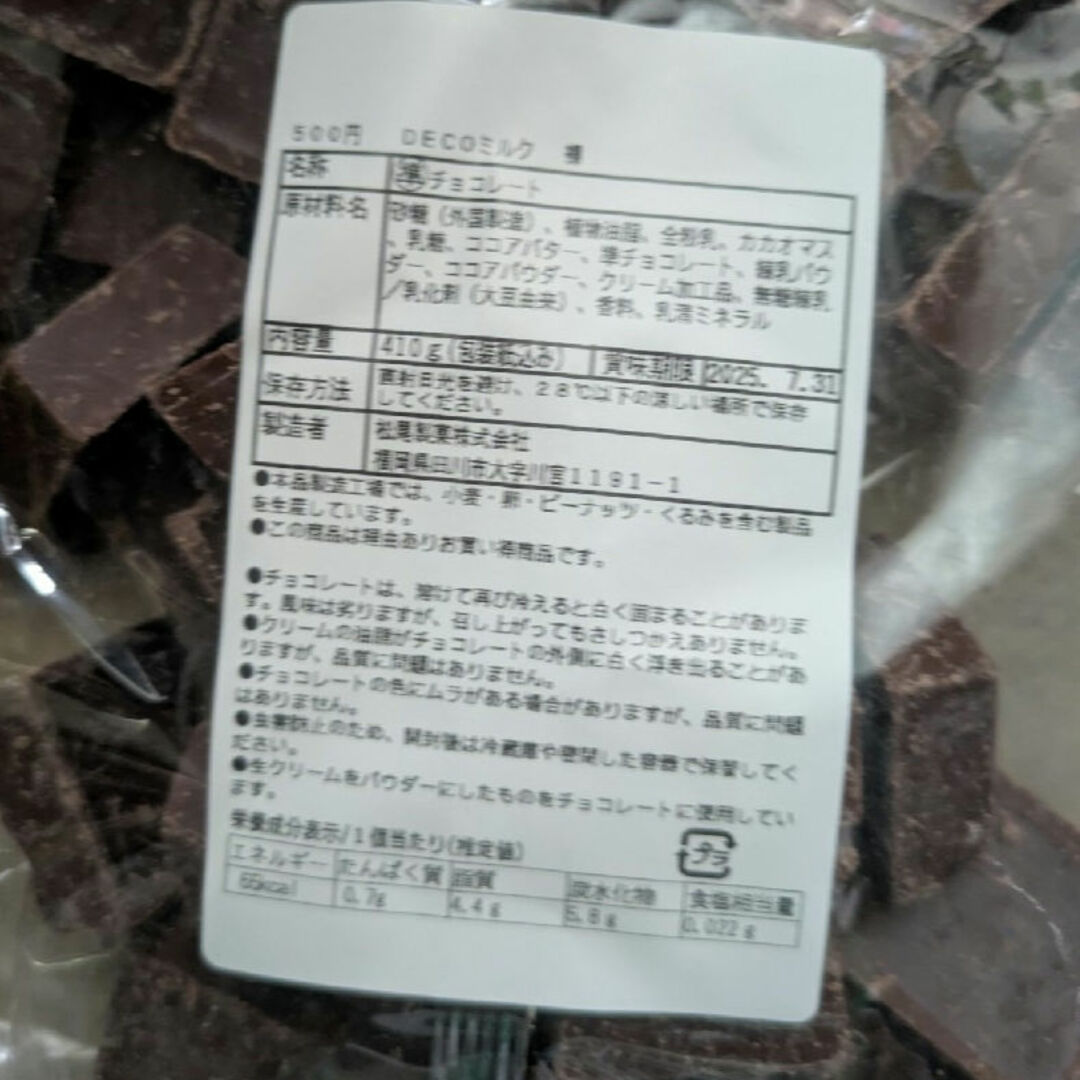 500円　DECOミルク　裸
名称
準チョコレート
原材料名
砂糖（外国製造）、植物油脂、全粉乳、カカオマス
、乳糖、ココアバター、準チョコレート、練乳パウ
ダー、ココアパウダー、クリーム加工品、無糖練乳
／乳化剤（大豆由来）、香料、乳清ミネラル
内容量
410g(包装紙込み)
賞味期限
2025. 7.31
保存方法
直射日光を避け、28℃以下の涼しい場所で保存
してください。
製造者
松尾製菓株式会社
福岡県田川市大字川宮1191-1
●本品製造工場では、小麦・卵・ピーナッツ・くるみを含む製品
を生産しています。
●この商品は経由ありお買い得商品です。
●チョコレートは、溶けて再び冷えると白く固まることがありま
す。風味は劣りますが、召し上がってもさしつかえありません。
●クリームの油脂がチョコレートの外側に白く浮き出ることがあ
りますが、品質に問題はありません。
●チョコレートの色にムラがある場合がありますが、品質に問題
はありません。
●虫害防止のため、開封後は冷蔵庫や密閉した容器で保管してく
ださい。
●生クリームをパウダーにしたものをチョコレートに使用してい
ます。
プラ
栄養成分表示/1個当たり(推定値)
エネルギー たんぱく質 脂質 炭水化物 食塩相当量
65kcal 0.7g 4.4g 5.8g 0.022g